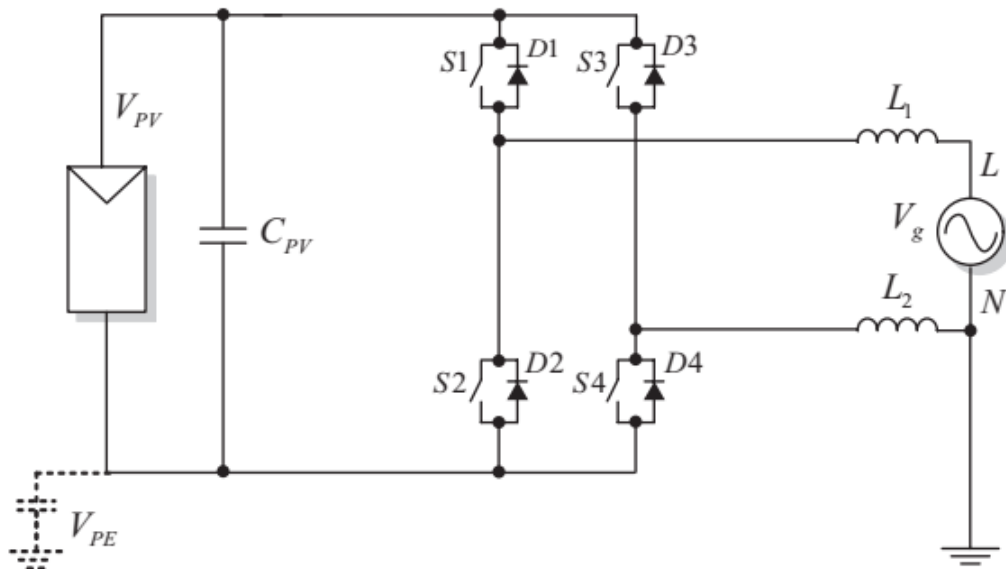 S1 D1 S3 D3
V_PV
L_1
L
C_PV
V_g
L_2
N
S2 D2 S4 D4
V_PE